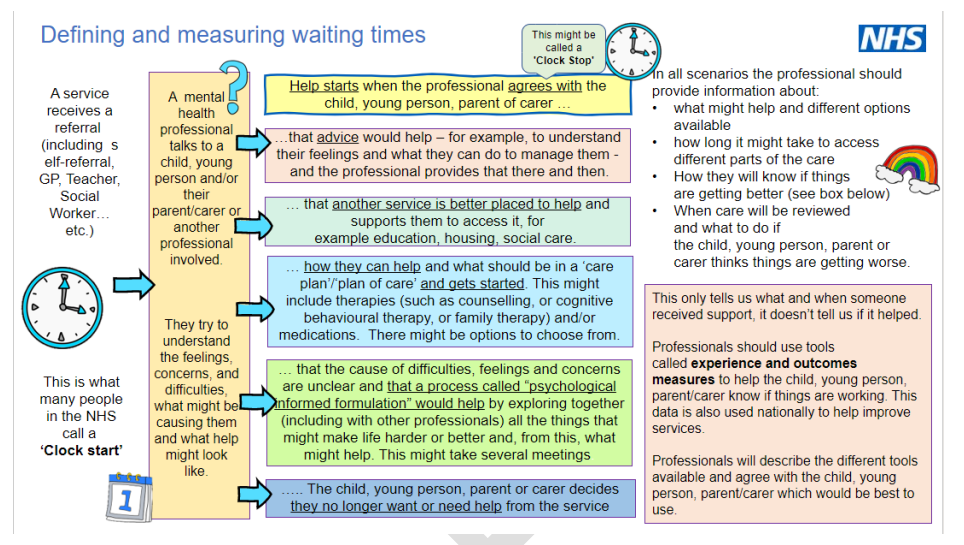 Defining and measuring waiting times
This might be
called a
'Clock Stop'
NHS
A service
receives a
referral
(including  s
elf-referral,
GP, Teacher,
Social
Worker…
etc.)
This is what
many people
in the NHS
call a
'Clock start'
1
A  mental
health
professional
talks to a
child, young
person and/or
their
parent/carer or
another
professional
involved.
They try to
understand
the feelings,
concerns, and
difficulties,
what might be
causing them
and what help
might look
like.
?
Help starts when the professional agrees with the
child, young person, parent of carer …
…that advice would help – for example, to understand
their feelings and what they can do to manage them -
and the professional provides that there and then.
… that another service is better placed to help and
supports them to access it, for
example education, housing, social care.
… how they can help and what should be in a 'care
plan'/'plan of care' and gets started. This might
include therapies (such as counselling, or cognitive
behavioural therapy, or family therapy) and/or
medications.  There might be options to choose from.
… that the cause of difficulties, feelings and concerns
are unclear and that a process called "psychological
informed formulation" would help by exploring together
(including with other professionals) all the things that
might make life harder or better and, from this, what
might help. This might take several meetings
….. The child, young person, parent or carer decides
they no longer want or need help from the service
In all scenarios the professional should
provide information about:
• what might help and different options
available
• how long it might take to access
different parts of the care
• How they will know if things
are getting better (see box below)
• When care will be reviewed
and what to do if
the child, young person, parent or
carer thinks things are getting worse.
This only tells us what and when someone
received support, it doesn't tell us if it helped.
Professionals should use tools
called experience and outcomes
measures to help the child, young person,
parent/carer know if things are working. This
data is also used nationally to help improve
services.
Professionals will describe the different tools
available and agree with the child, young
person, parent/carer which would be best to
use.